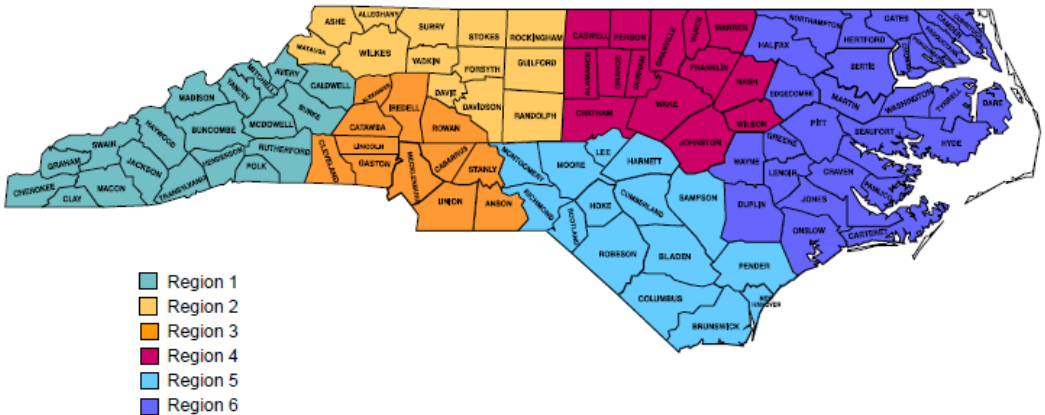 ASHE
ALLEGHANY
SURRY
STOKES
ROCKINGHAM
CASWELL
PERSON
GRANVILLE
VANCE
WARREN
NORTHAMPTON
GATES
HALIFAX
HERTFORD
CAMDEN
WATAUGA
WILKES
YADKIN
FORSYTH
GUILFORD
ALAMANCE
ORANGE
DURHAM
FRANKLIN
NASH
BERTIE
AVERY
MITCHELL
YANCEY
CALDWELL
ALEXANDER
IREDELL
DAVIE
DAVIDSON
RANDOLPH
CHATHAM
WAKE
EDGECOMBE
MARTIN
WASHINGTON
TYRRELL
DARE
MADISON
BURKE
CATAWBA
ROWAN
WILSON
PITT
BEAUFORT
HYDE
HAYWOOD
BUNCOMBE
MCDOWELL
LINCOLN
JOHNSTON
GREENE
SWAIN
RUTHERFORD
CLEVELAND
GASTON
MECKLENBURG
CABARRUS
STANLY
MONTGOMERY
MOORE
LEE
HARNETT
WAYNE
LENOIR
CRAVEN
PAMLICO
GRAHAM
JACKSON
HENDERSON
POLK
CHEROKEE
MACON
TRANSYLVANIA
CLAY
UNION
ANSON
RICHMOND
SCOTLAND
HOKE
CUMBERLAND
SAMPSON
DUPLIN
JONES
CARTERET
ONSLOW
ROBESON
BLADEN
PENDER
COLUMBUS
NEW
HANOVER
BRUNSWICK
Region 1
Region 2
Region 3
Region 4
Region 5
Region 6